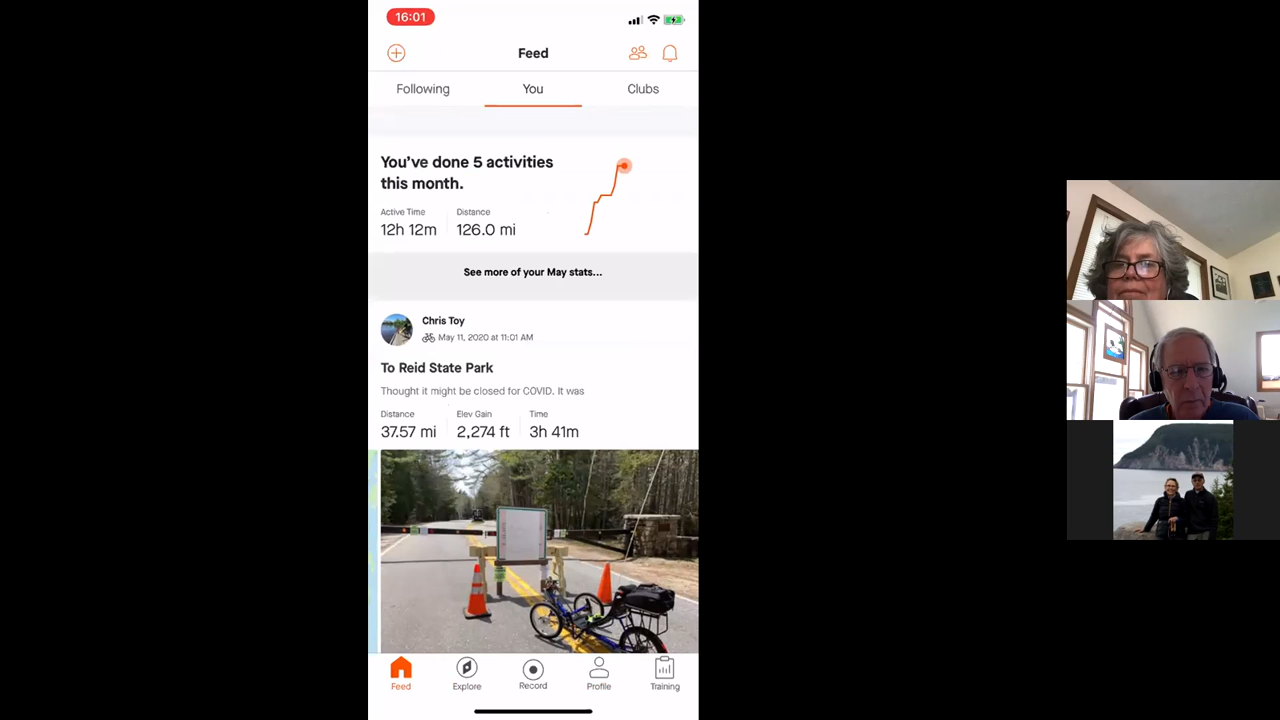 16:01
Feed
Following
You
Clubs
You've done 5 activities
this month.
Active Time
Distance
12h 12m
126.0 mi
See more of your May stats...
Chris Toy
May 11, 2020 at 11:01 AM
To Reid State Park
Thought it might be closed for COVID. It was
Distance
Elev Gain
Time
37.57 mi
2,274 ft
3h 41m
Feed
Explore
Record
Profile
Training